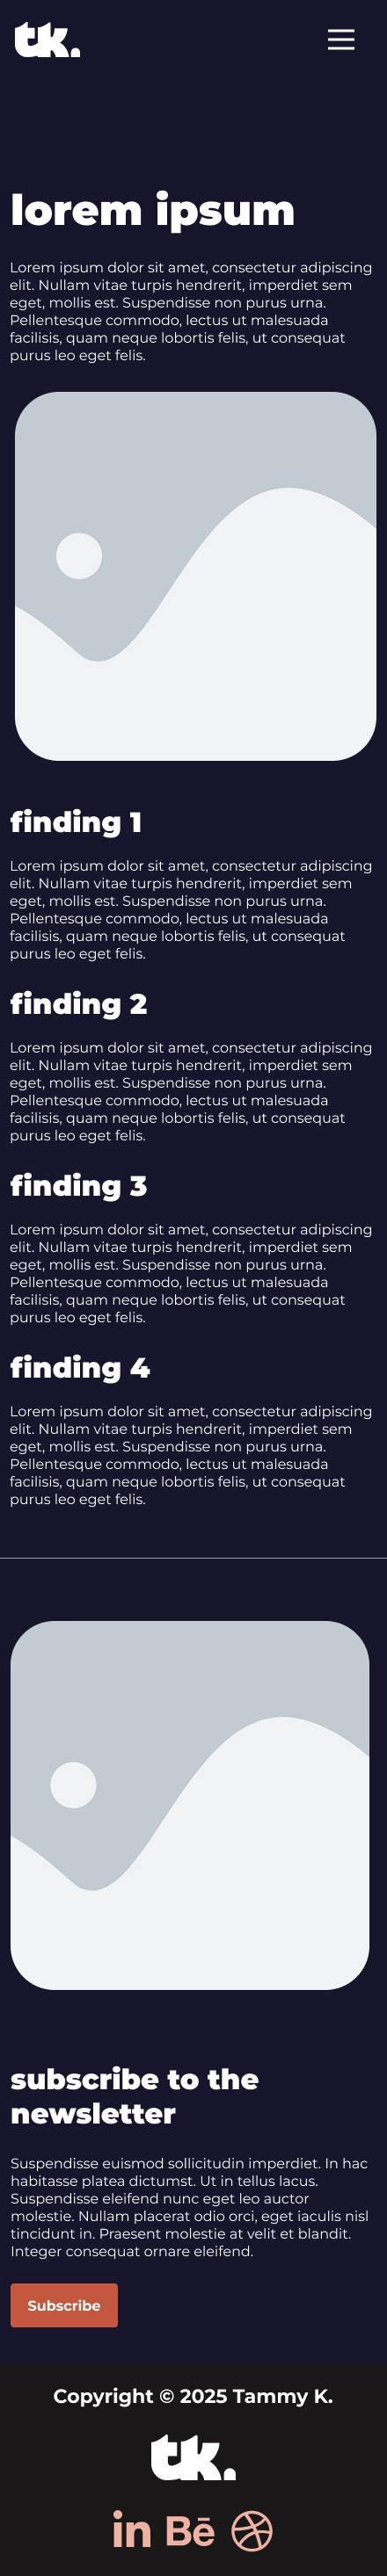 tk.
lorem ipsum
Lorem ipsum dolor sit amet, consectetur adipiscing
elit. Nullam vitae turpis hendrerit, imperdiet sem
eget, mollis est. Suspendisse non purus urna.
Pellentesque commodo, lectus ut malesuada
facilisis, quam neque lobortis felis, ut consequat
purus leo eget felis.
finding 1
Lorem ipsum dolor sit amet, consectetur adipiscing
elit. Nullam vitae turpis hendrerit, imperdiet sem
eget, mollis est. Suspendisse non purus urna.
Pellentesque commodo, lectus ut malesuada
facilisis, quam neque lobortis felis, ut consequat
purus leo eget felis.
finding 2
Lorem ipsum dolor sit amet, consectetur adipiscing
elit. Nullam vitae turpis hendrerit, imperdiet sem
eget, mollis est. Suspendisse non purus urna.
Pellentesque commodo, lectus ut malesuada
facilisis, quam neque lobortis felis, ut consequat
purus leo eget felis.
finding 3
Lorem ipsum dolor sit amet, consectetur adipiscing
elit. Nullam vitae turpis hendrerit, imperdiet sem
eget, mollis est. Suspendisse non purus urna.
Pellentesque commodo, lectus ut malesuada
facilisis, quam neque lobortis felis, ut consequat
purus leo eget felis.
finding 4
Lorem ipsum dolor sit amet, consectetur adipiscing
elit. Nullam vitae turpis hendrerit, imperdiet sem
eget, mollis est. Suspendisse non purus urna.
Pellentesque commodo, lectus ut malesuada
facilisis, quam neque lobortis felis, ut consequat
purus leo eget felis.
subscribe to the
newsletter
Suspendisse euismod sollicitudin imperdiet. In hac
habitasse platea dictumst. Ut in tellus lacus.
Suspendisse eleifend nunc eget leo auctor
molestie. Nullam placerat odio orci, eget iaculis nisl
tincidunt in. Praesent molestie at velit et blandit.
Integer consequat ornare eleifend.
Subscribe
Copyright © 2025 Tammy K.
tk.
in Bē